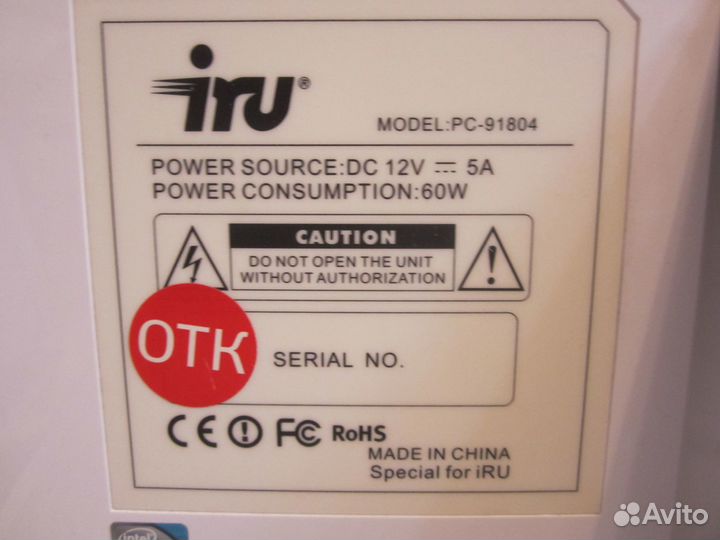 iru®
MODEL:PC-91804
POWER SOURCE:DC 12V ⎓ 5A
POWER CONSUMPTION:60W
CAUTION
DO NOT OPEN THE UNIT
WITHOUT AUTHORIZATION
ОТК
SERIAL NO.
CE FC RoHS
MADE IN CHINA
Special for iRU
intel
Avito